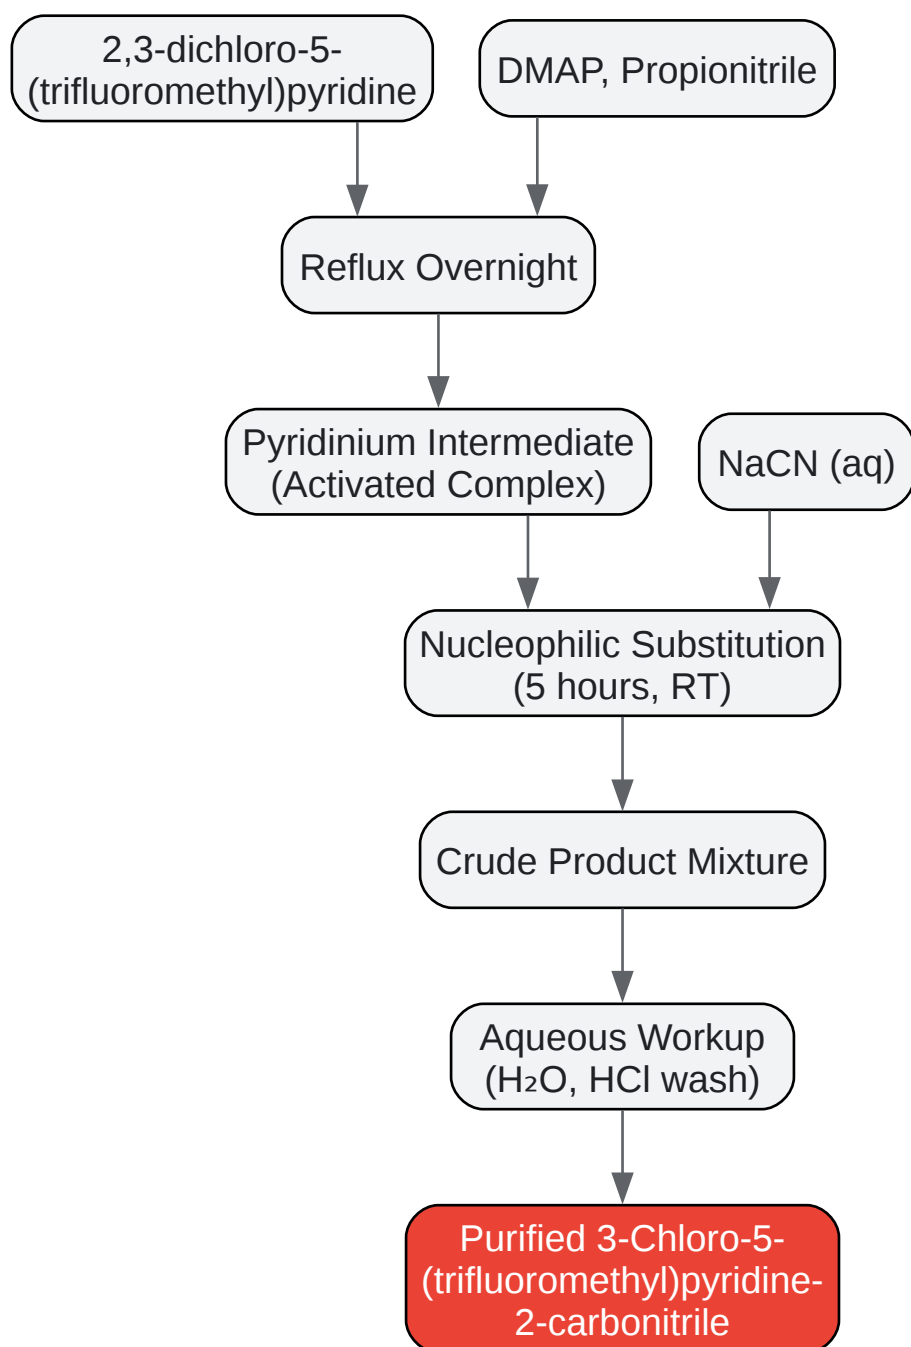 2,3-dichloro-5-
(trifluoromethyl)pyridine
DMAP, Propionitrile
Reflux Overnight
Pyridinium Intermediate
(Activated Complex)
NaCN (aq)
Nucleophilic Substitution
(5 hours, RT)
Crude Product Mixture
Aqueous Workup
(H₂O, HCl wash)
Purified 3-Chloro-5-
(trifluoromethyl)pyridine-
2-carbonitrile